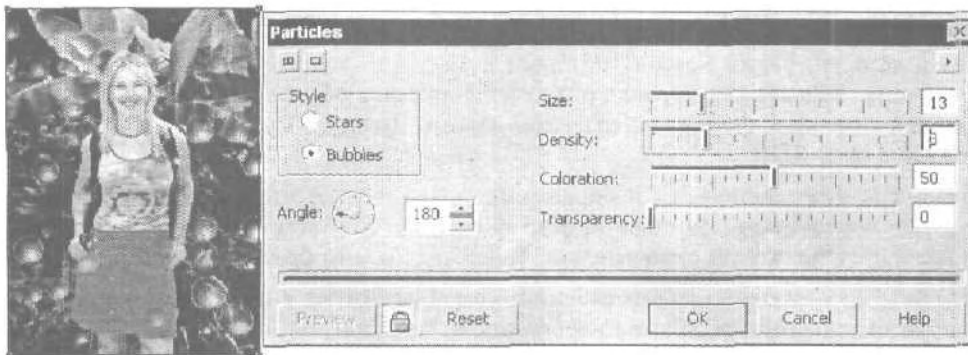 Particles
Style
Stars
Bubbles
Angle: 180
Size: 13
Density:
Coloration: 50
Transparency: 0
Preview
Reset
OK
Cancel
Help